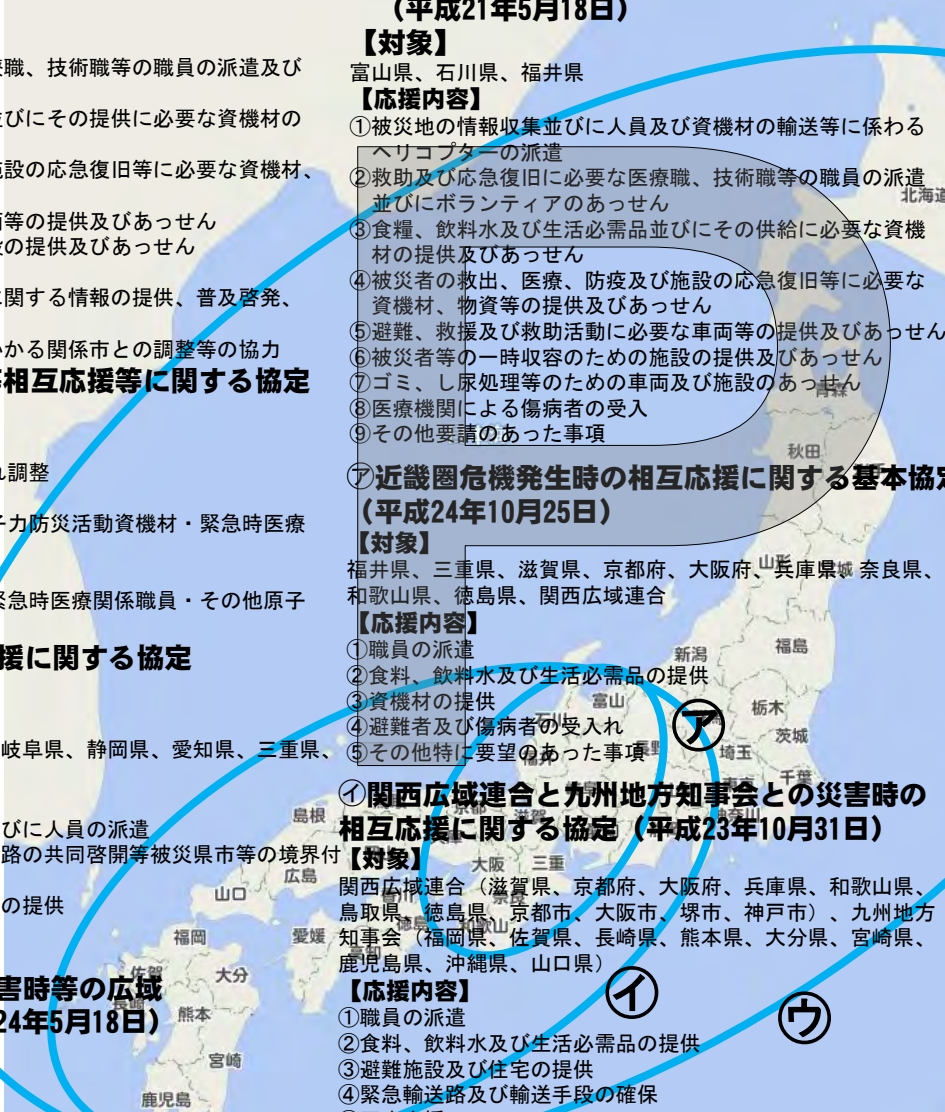 （平成21年5月18日）
【対象】
富山県、石川県、福井県
【応援内容】
①被災地の情報収集並びに人員及び資機材の輸送等に係わる
ヘリコプターの派遣
②救助及び応急復旧に必要な医療職、技術職等の職員の派遣
並びにボランティアのあっせん
③食糧、飲料水及び生活必需品並びにその供給に必要な資機
材の提供及びあっせん
④被災者の救出、医療、防疫及び施設の応急復旧等に必要な
資機材、物資等の提供及びあっせん
⑤避難、救援及び救助活動に必要な車両等の提供及びあっせん
⑥被災者等の一時収容のための施設の提供及びあっせん
⑦ゴミ、し尿処理等のための車両及び施設のあっせん
⑧医療機関による傷病者の受入
⑨その他要請のあった事項
㋐近畿圏危機発生時の相互応援に関する基本協定
（平成24年10月25日）
【対象】
福井県、三重県、滋賀県、京都府、大阪府、兵庫県、奈良県、
和歌山県、徳島県、関西広域連合
【応援内容】
①職員の派遣
②食料、飲料水及び生活必需品の提供
③資機材の提供
④避難者及び傷病者の受入れ
⑤その他特に要望のあった事項
㋑関西広域連合と九州地方知事会との災害時の
相互応援に関する協定（平成23年10月31日）
【対象】
関西広域連合（滋賀県、京都府、大阪府、兵庫県、和歌山県、
鳥取県、徳島県、京都市、大阪市、堺市、神戸市）、九州地方
知事会（福岡県、佐賀県、長崎県、熊本県、大分県、宮崎県、
鹿児島県、沖縄県、山口県）
【応援内容】
①職員の派遣
②食料、飲料水及び生活必需品の提供
③避難施設及び住宅の提供
④緊急輸送路及び輸送手段の確保
職、技術職等の職員の派遣及び
びにその提供に必要な資機材の
設の応急復旧等に必要な資機材、
等の提供及びあっせん
の提供及びあっせん
関する情報の提供、普及啓発、
かる関係市との調整等の協力
相互応援等に関する協定
調整
力防災活動資機材・緊急時医療
急時医療関係職員・その他原子
援に関する協定
岐阜県、静岡県、愛知県、三重県、
びに人員の派遣
路の共同啓開等被災県市等の境界付
の提供
害時等の広域
24年5月18日）
北海道
青森
秋田
山形
福島
新潟
富山
栃木
茨城
埼玉
千葉
島根
広島
山口
大阪
三重
愛媛
福岡
佐賀
大分
長崎
熊本
宮崎
鹿児島
㋐
㋑
㋒